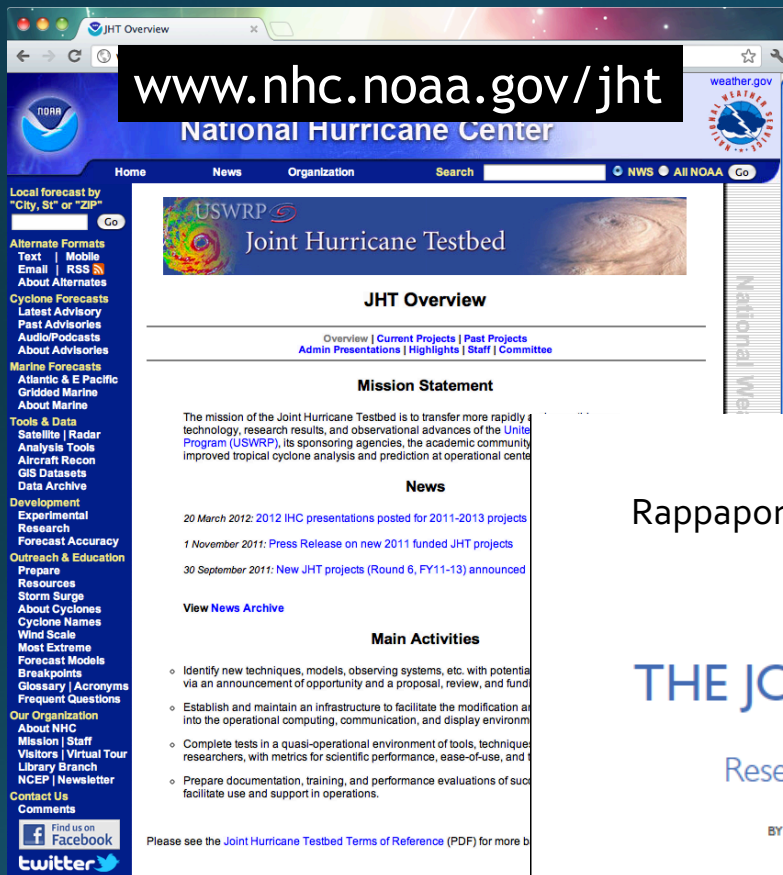 JHT Overview
www.nhc.noaa.gov/jht
weather.gov
NOAA
National Hurricane Center
Home News Organization Search NWS All NOAA Go
Local forecast by
"City, St" or "ZIP"
Go
Alternate Formats
Text | Mobile
Email | RSS
About Alternates
Cyclone Forecasts
Latest Advisory
Past Advisories
Audio/Podcasts
About Advisories
Marine Forecasts
Atlantic & E Pacific
Gridded Marine
About Marine
Tools & Data
Satellite | Radar
Analysis Tools
Aircraft Recon
GIS Datasets
Data Archive
Development
Experimental
Research
Forecast Accuracy
Outreach & Education
Prepare
Resources
Storm Surge
About Cyclones
Cyclone Names
Wind Scale
Most Extreme
Forecast Models
Breakpoints
Glossary | Acronyms
Frequent Questions
Our Organization
About NHC
Mission | Staff
Visitors | Virtual Tour
Library Branch
NCEP | Newsletter
Contact Us
Comments
Find us on
Facebook
twitter
USWRP
Joint Hurricane Testbed
JHT Overview
Overview | Current Projects | Past Projects
Admin Presentations | Highlights | Staff | Committee
Mission Statement
The mission of the Joint Hurricane Testbed is to transfer more rapidly
technology, research results, and observational advances of the Unite
Program (USWRP), its sponsoring agencies, the academic community
improved tropical cyclone analysis and prediction at operational cente
News
20 March 2012: 2012 IHC presentations posted for 2011-2013 projects
1 November 2011: Press Release on new 2011 funded JHT projects
30 September 2011: New JHT projects (Round 6, FY11-13) announced
View News Archive
Main Activities
Identify new techniques, models, observing systems, etc. with potentia
via an announcement of opportunity and a proposal, review, and fundi
Establish and maintain an infrastructure to facilitate the modification an
into the operational computing, communication, and display environm
Complete tests in a quasi-operational environment of tools, techniques
researchers, with metrics for scientific performance, ease-of-use, and t
Prepare documentation, training, and performance evaluations of succ
facilitate use and support in operations.
Please see the Joint Hurricane Testbed Terms of Reference (PDF) for more b
National Wea
Rappapor
THE JO
Rese
BY